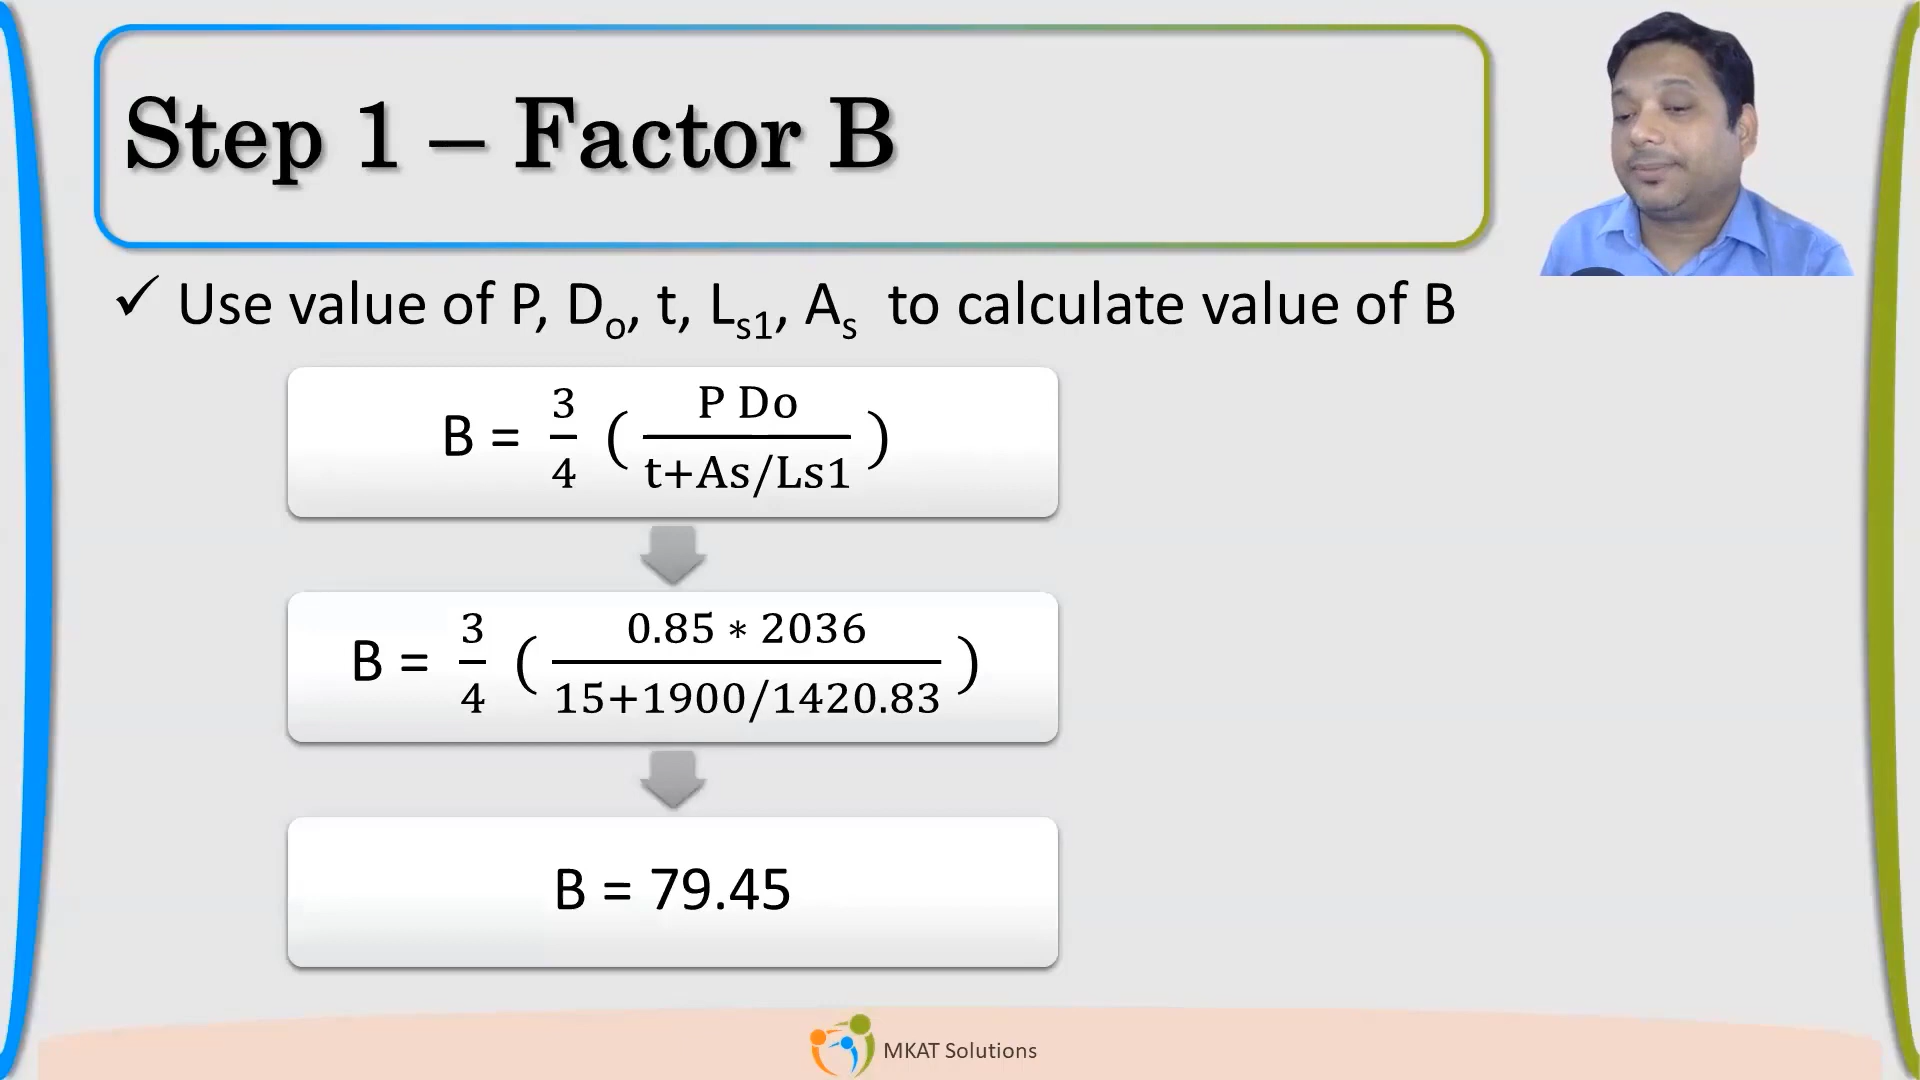 Step 1 – Factor B
✓ Use value of P, Dₒ, t, Lₛ₁, Aₛ to calculate value of B
B = 3/4 ( P Do / t+As/Ls1 )
B = 3/4 ( 0.85 * 2036 / 15+1900/1420.83 )
B = 79.45
MKAT Solutions